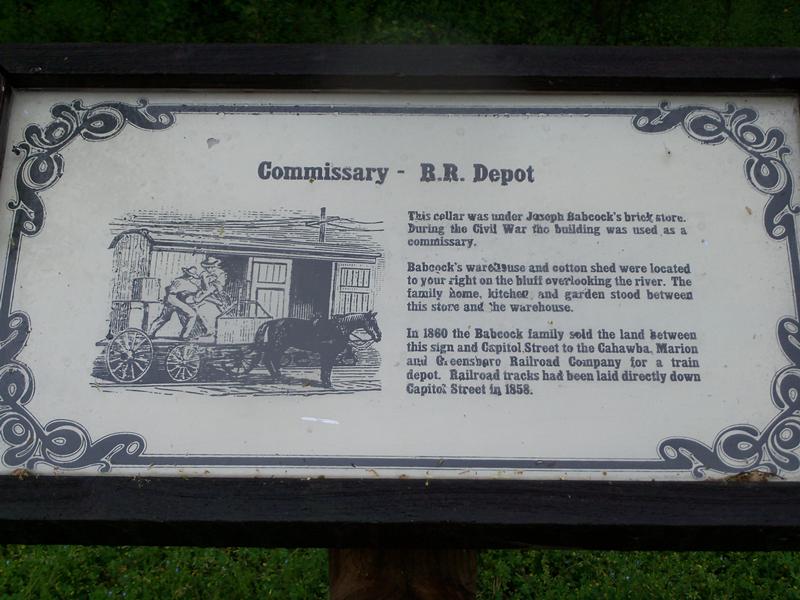 Commissary - R.R. Depot
This cellar was under Joseph Babcock's brick store.
During the Civil War the building was used as a
commissary.
Babcock's warehouse and cotton shed were located
to your right on the bluff overlooking the river. The
family home, kitchen, and garden stood between
this store and the warehouse.
In 1860 the Babcock family sold the land between
this sign and Capitol Street to the Cahawba, Marion
and Greensboro Railroad Company for a train
depot. Railroad tracks had been laid directly down
Capitol Street in 1858.